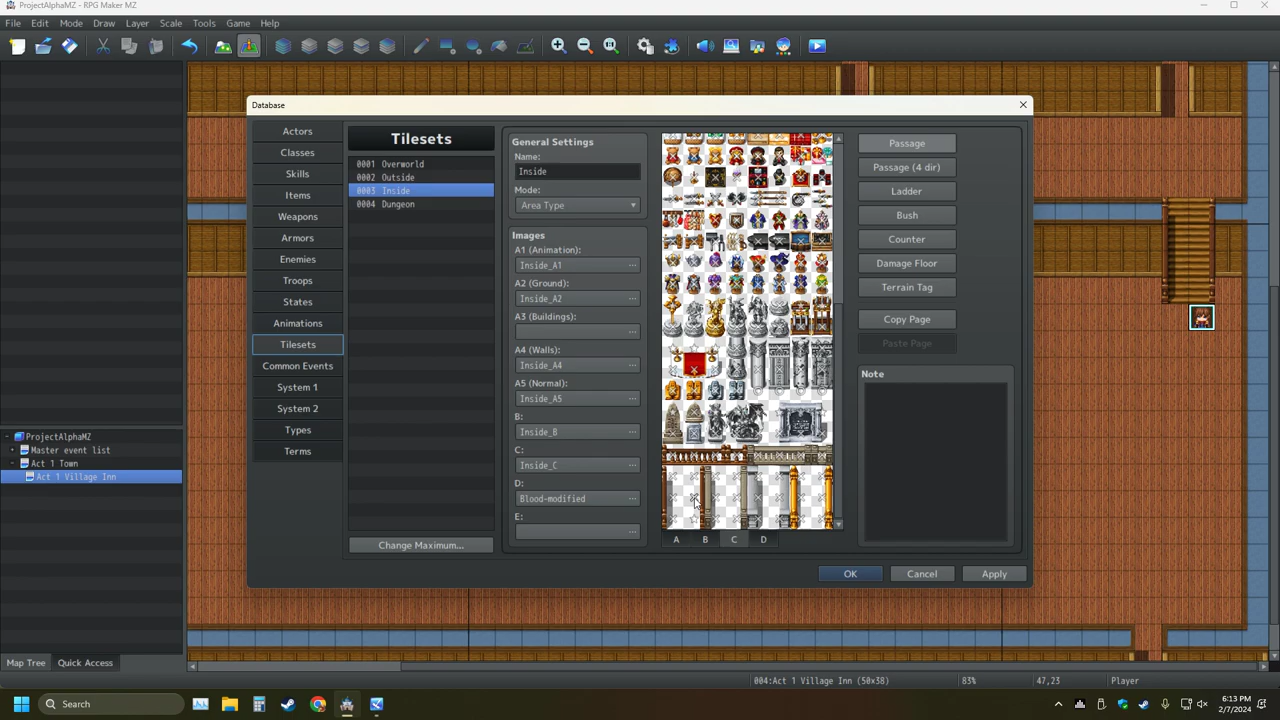 ProjectAlphaMZ - RPG Maker MZ
File Edit Mode Draw Layer Scale Tools Game Help
Database
Actors
Classes
Skills
Items
Weapons
Armors
Enemies
Troops
States
Animations
Tilesets
Common Events
System 1
System 2
Types
Terms
Tilesets
0001 Overworld
0002 Outside
0003 Inside
0004 Dungeon
Change Maximum...
General Settings
Name:
Inside
Mode:
Area Type
Images
A1 (Animation):
Inside_A1 ...
A2 (Ground):
Inside_A2 ...
A3 (Buildings):
...
A4 (Walls):
Inside_A4 ...
A5 (Normal):
Inside_A5 ...
B:
Inside_B ...
C:
Inside_C ...
D:
Blood-modified ...
E:
...
A B C D
Passage
Passage (4 dir)
Ladder
Bush
Counter
Damage Floor
Terrain Tag
Copy Page
Paste Page
Note
OK Cancel Apply
ProjectAlphaMZ
Master event list
Act 1 Town
Act 1 Village Inn
Map Tree Quick Access
004:Act 1 Village Inn (50x38) 83% 47,23 Player
Search
6:13 PM
2/7/2024